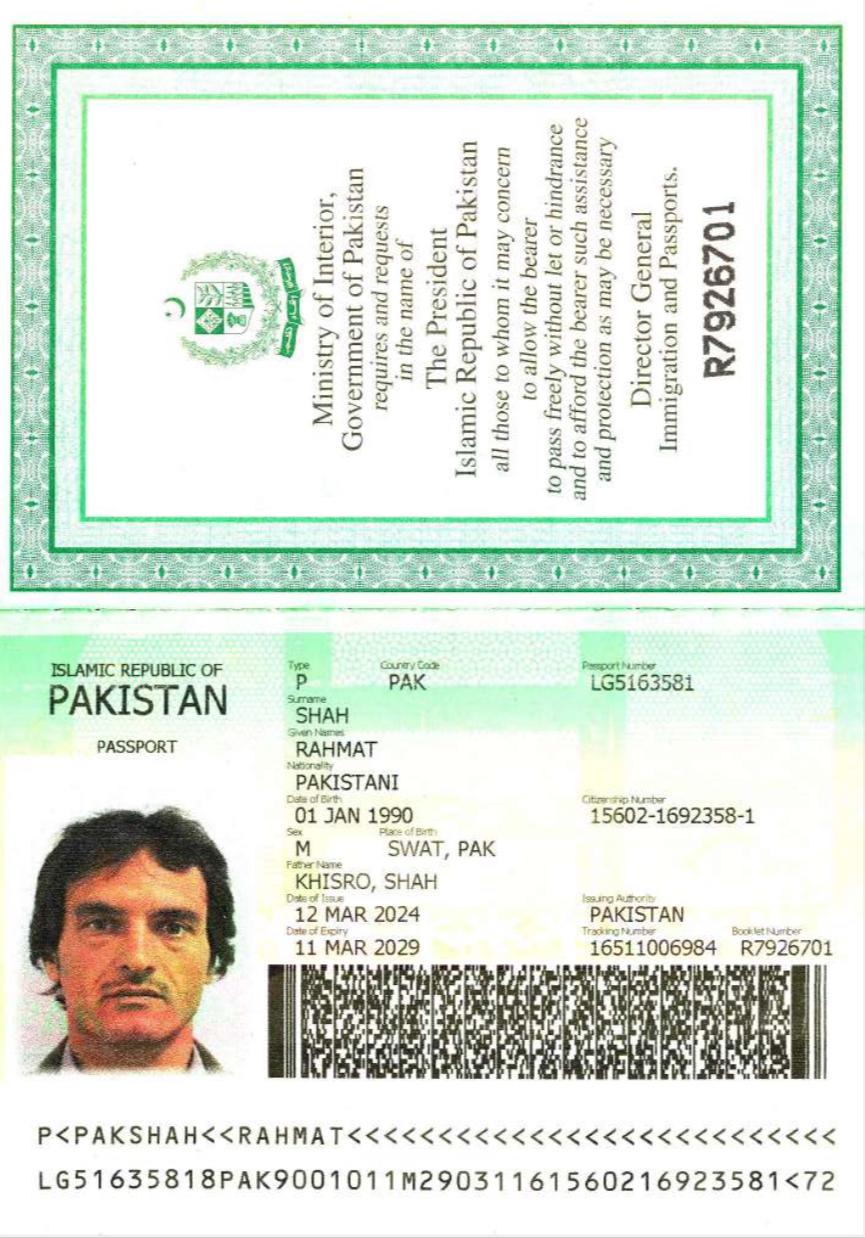 Ministry of Interior,
Government of Pakistan
requires and requests
in the name of
The President
Islamic Republic of Pakistan
all those to whom it may concern
to allow the bearer
to pass freely without let or hindrance
and to afford the bearer such assistance
and protection as may be necessary
Director General
Immigration and Passports.
R7926701
ISLAMIC REPUBLIC OF
PAKISTAN
PASSPORT
Type Country Code Passport Number
P PAK LG5163581
Surname
SHAH
Given Names
RAHMAT
Nationality
PAKISTANI
Date of Birth Citizenship Number
01 JAN 1990 15602-1692358-1
Sex Place of Birth
M SWAT, PAK
Father Name
KHISRO, SHAH
Date of Issue Issuing Authority
12 MAR 2024 PAKISTAN
Date of Expiry Tracking Number Booklet Number
11 MAR 2029 16511006984 R7926701
P<PAKSHAH<<RAHMAT<<<<<<<<<<<<<<<<<<<<<<<<<<<
LG51635818PAK9001011M29031161560216923581<72